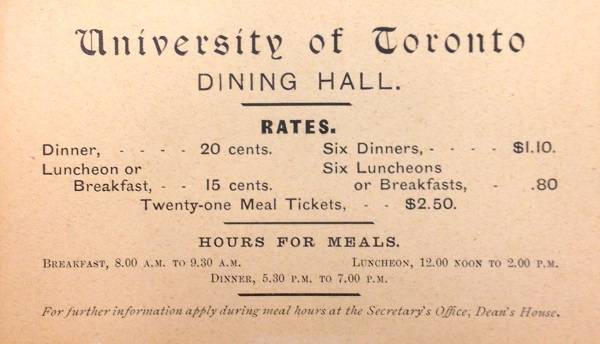 University of Toronto
DINING HALL.
RATES.
Dinner, - - - - 20 cents. Six Dinners, - - - - $1.10.
Luncheon or Six Luncheons
Breakfast, - - 15 cents. or Breakfasts, - .80
Twenty-one Meal Tickets, - - $2.50.
HOURS FOR MEALS.
BREAKFAST, 8.00 A.M. TO 9.30 A.M. LUNCHEON, 12.00 NOON TO 2.00 P.M.
DINNER, 5.30 P.M. TO 7.00 P.M.
For further information apply during meal hours at the Secretary's Office, Dean's House.